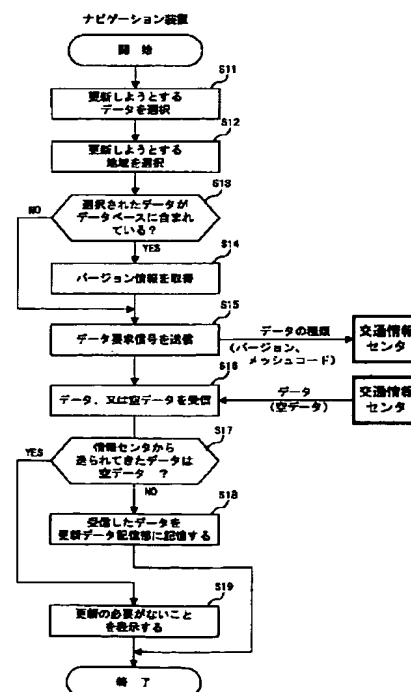 ナビゲーション装置
開 始
S11
更新しようとする
データを選択
S12
更新しようとする
地域を選択
S13
選択されたデータが
データベースに含まれ
ている?
NO
YES
S14
バージョン情報を取得
S15
データ要求信号を送信
データの種類
(バージョン、
メッシュコード)
交通情報
センタ
S16
データ、又は空データを受信
データ
(空データ)
交通情報
センタ
S17
情報センタから
送られてきたデータは
空データ ?
YES
NO
S18
受信したデータを
更新データ記憶部に記憶する
S19
更新の必要がないこと
を表示する
終 了